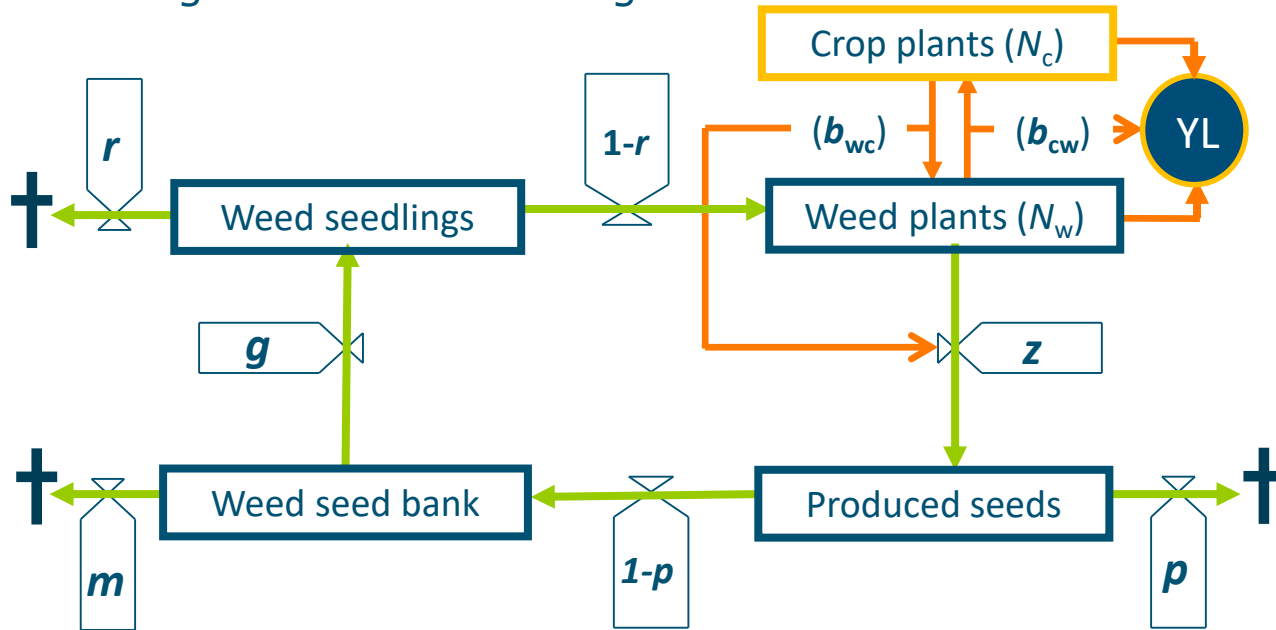 Crop plants (Nc)
r
1-r
(bwc)
(bcw)
YL
Weed seedlings
Weed plants (Nw)
g
z
Weed seed bank
Produced seeds
m
1-p
p